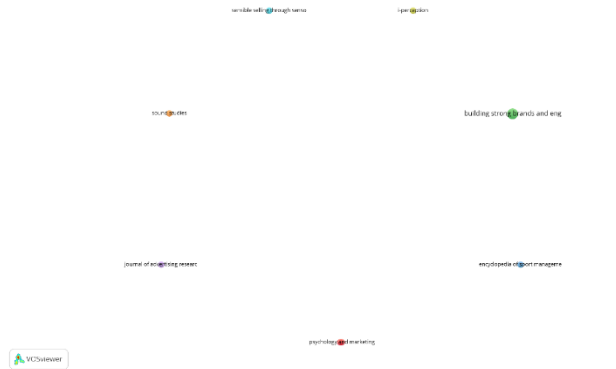 sensible selling through senso
i-perception
sound studies
building strong brands and eng
journal of advertising researc
encyclopedia of sport manageme
psychology and marketing
VOSviewer